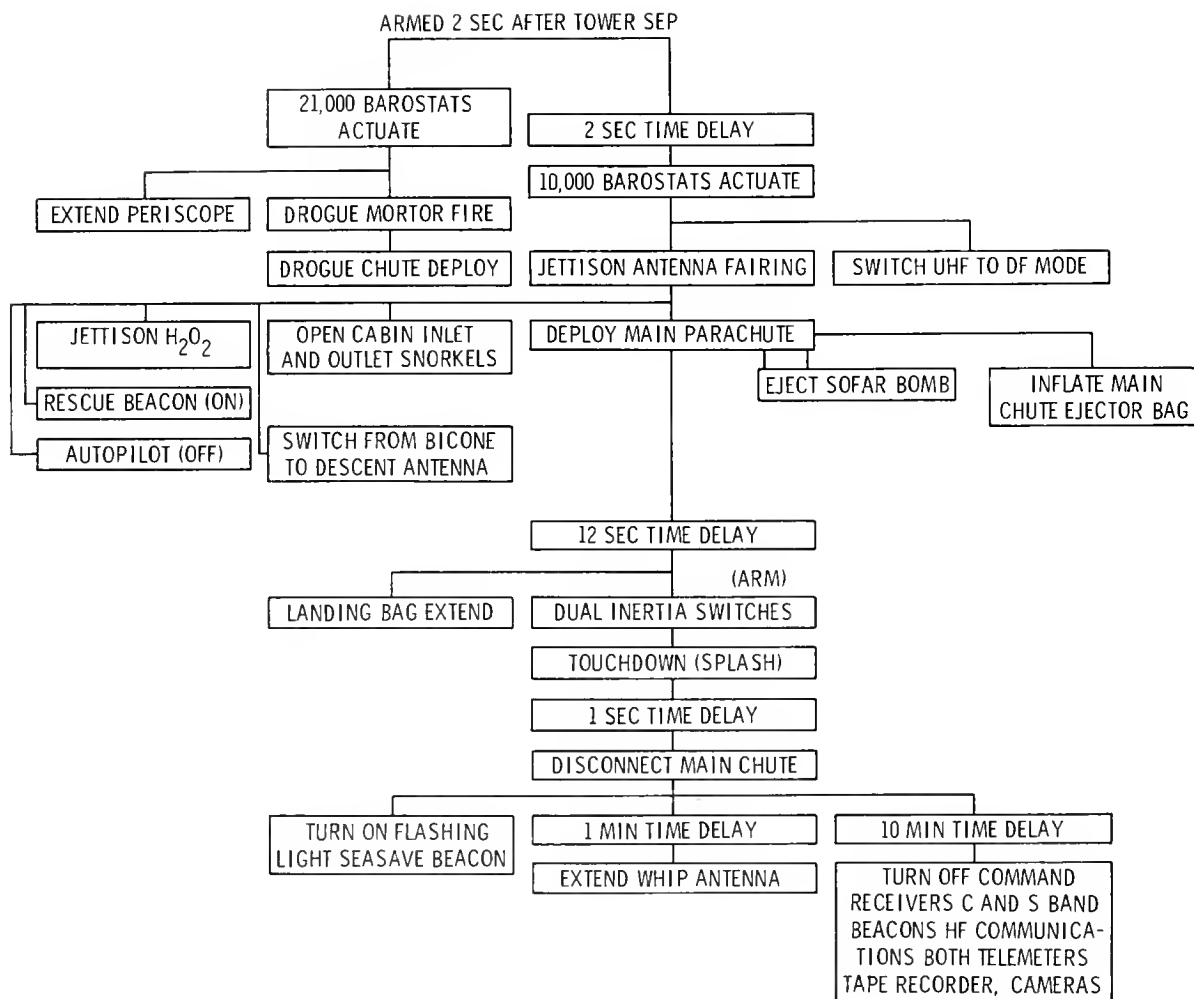 ARMED 2 SEC AFTER TOWER SEP
21,000 BAROSTATS
ACTUATE
2 SEC TIME DELAY
10,000 BAROSTATS ACTUATE
EXTEND PERISCOPE
DROGUE MORTOR FIRE
DROGUE CHUTE DEPLOY
JETTISON ANTENNA FAIRING
SWITCH UHF TO DF MODE
JETTISON H2O2
OPEN CABIN INLET
AND OUTLET SNORKELS
DEPLOY MAIN PARACHUTE
EJECT SOFAR BOMB
INFLATE MAIN
CHUTE EJECTOR BAG
RESCUE BEACON (ON)
AUTOPILOT (OFF)
SWITCH FROM BICONE
TO DESCENT ANTENNA
12 SEC TIME DELAY
(ARM)
LANDING BAG EXTEND
DUAL INERTIA SWITCHES
TOUCHDOWN (SPLASH)
1 SEC TIME DELAY
DISCONNECT MAIN CHUTE
TURN ON FLASHING
LIGHT SEASAVE BEACON
1 MIN TIME DELAY
EXTEND WHIP ANTENNA
10 MIN TIME DELAY
TURN OFF COMMAND
RECEIVERS C AND S BAND
BEACONS HF COMMUNICA-
TIONS BOTH TELEMETERS
TAPE RECORDER, CAMERAS